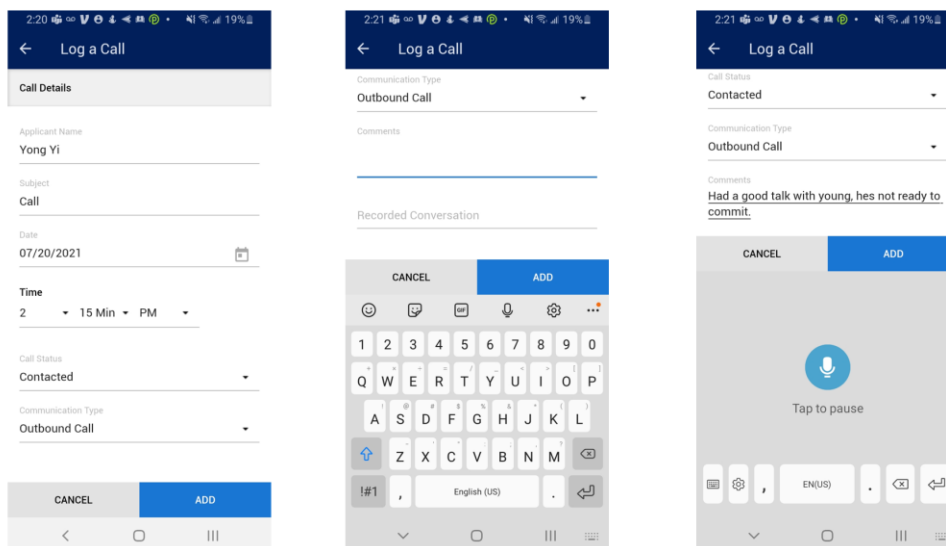 2:20 19%
Log a Call
Call Details
Applicant Name
Yong Yi
Subject
Call
Date
07/20/2021
Time
2 15 Min PM
Call Status
Contacted
Communication Type
Outbound Call
CANCEL ADD
2:21 19%
Log a Call
Communication Type
Outbound Call
Comments
Recorded Conversation
CANCEL ADD
GIF
1 2 3 4 5 6 7 8 9 0
Q W E R T Y U I O P
A S D F G H J K L
Z X C V B N M
!#1 , English (US) .
2:21 19%
Log a Call
Call Status
Contacted
Communication Type
Outbound Call
Comments
Had a good talk with young, hes not ready to
commit.
CANCEL ADD
Tap to pause
, EN(US) .